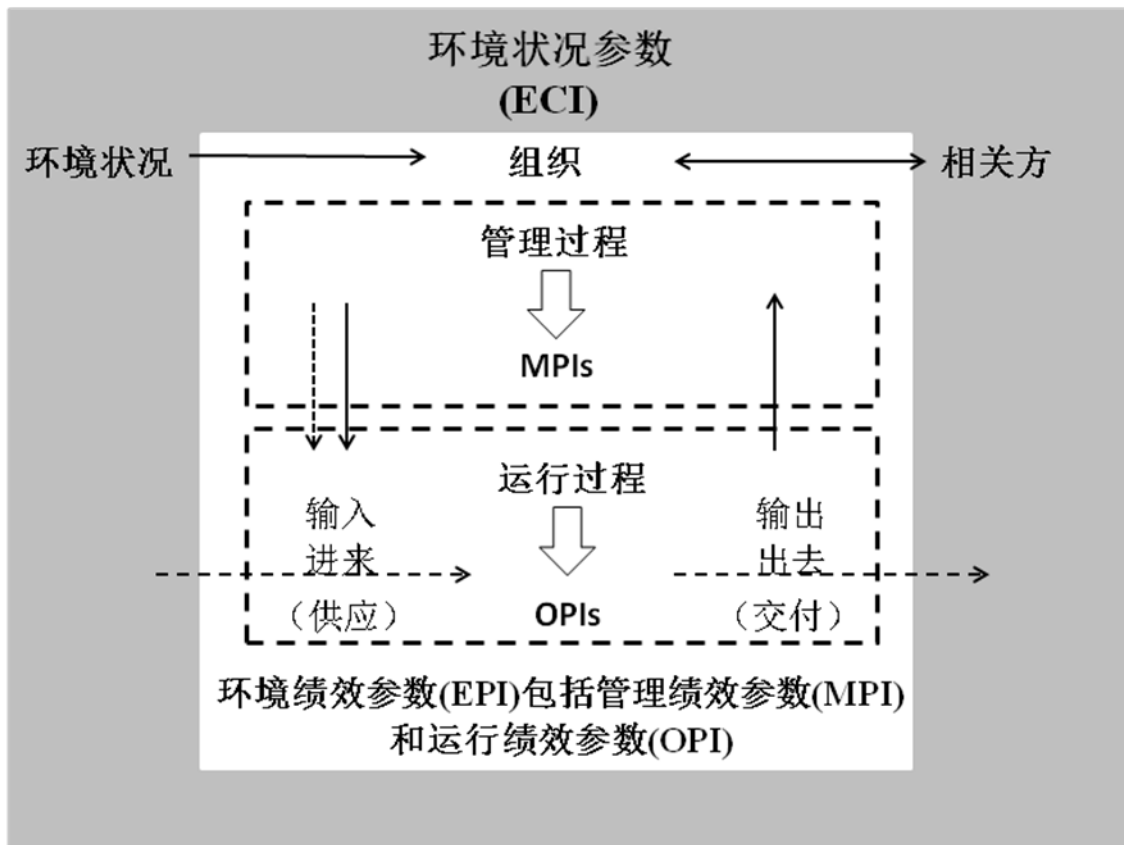 环境状况参数
(ECI)
环境状况
组织
相关方
管理过程
MPIs
运行过程
输入
进来
（供应）
OPIs
输出
出去
（交付）
环境绩效参数(EPI)包括管理绩效参数(MPI)
和运行绩效参数(OPI)